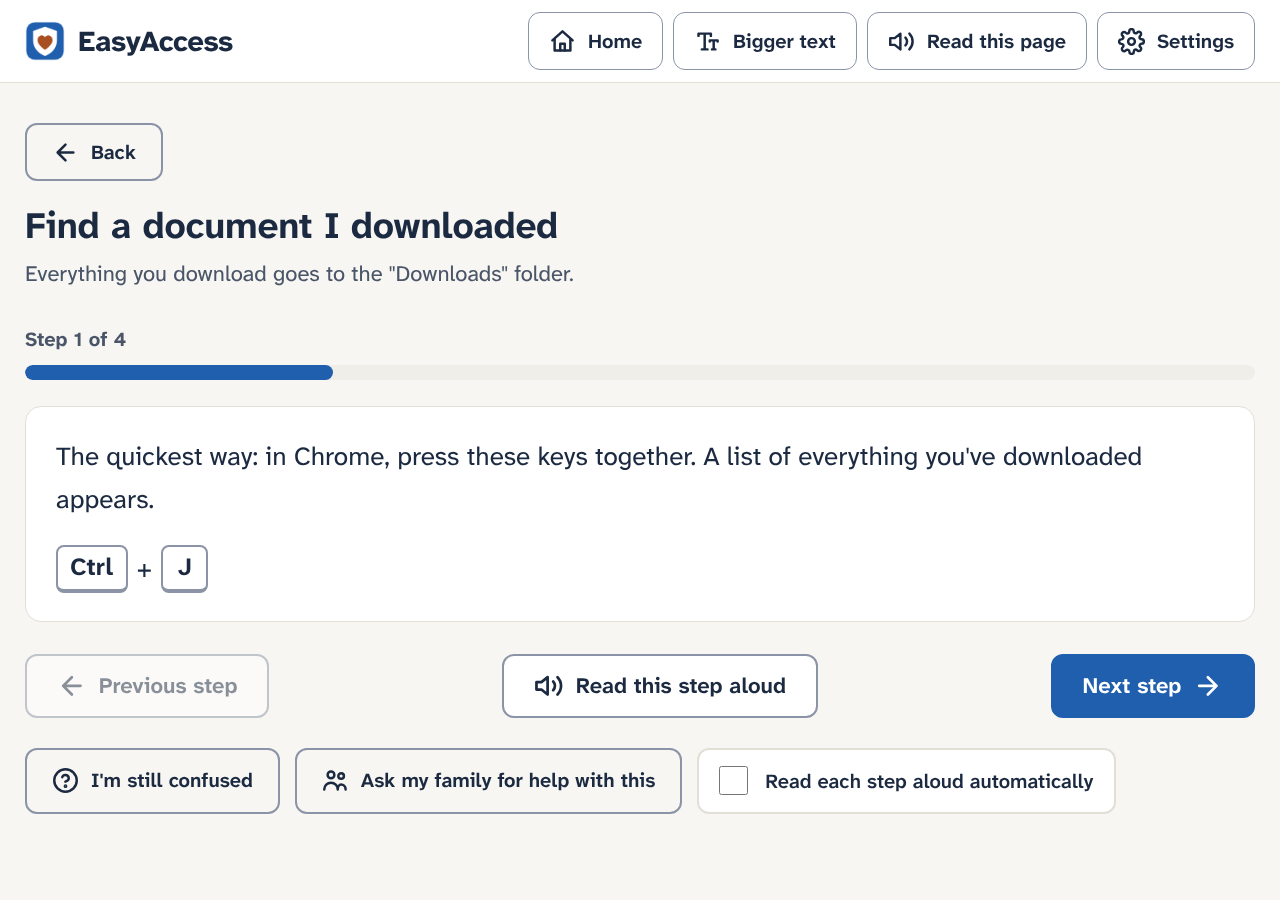 EasyAccess
Home
Bigger text
Read this page
Settings
Back
Find a document I downloaded
Everything you download goes to the "Downloads" folder.
Step 1 of 4
The quickest way: in Chrome, press these keys together. A list of everything you've downloaded
appears.
Ctrl + J
Previous step
Read this step aloud
Next step
I'm still confused
Ask my family for help with this
Read each step aloud automatically